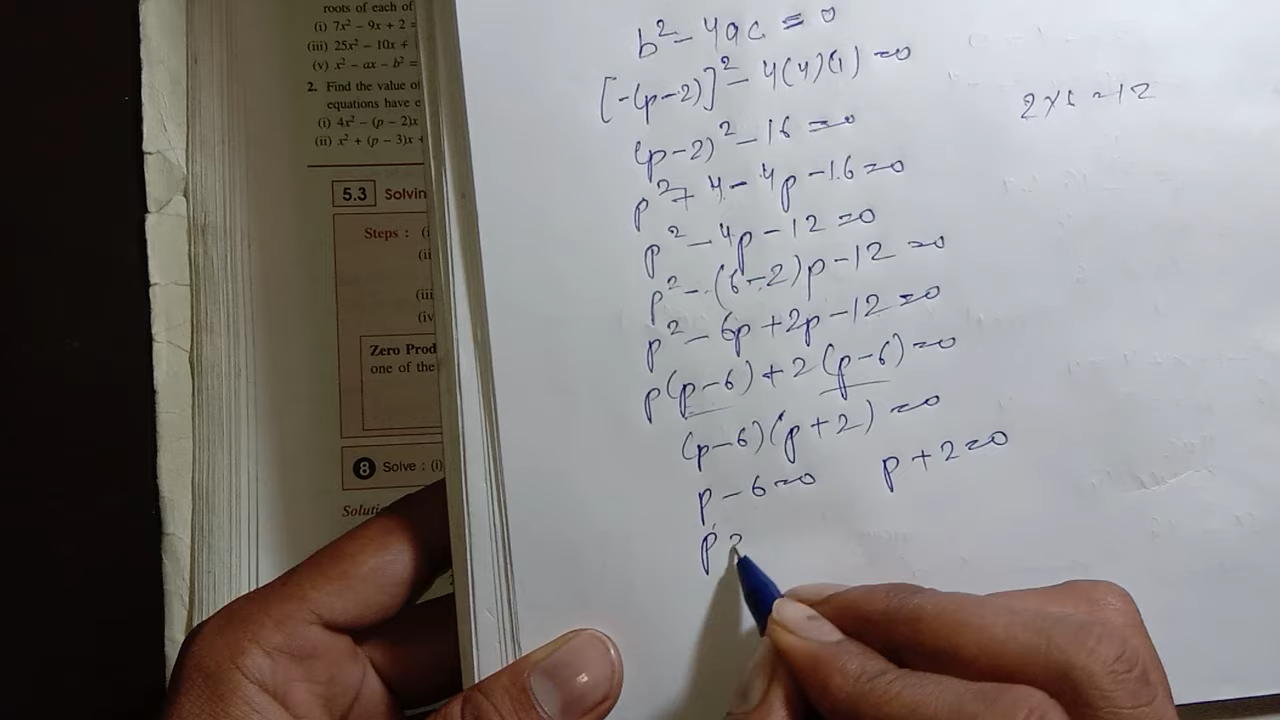 roots of each of
(i) 7x² − 9x + 2 =
(iii) 25x² − 10x +
(v) x² − ax − b² =
2. Find the value of
equations have e
(i) 4x² − (p − 2)x
(ii) x² + (p − 3)x +
5.3 Solvin
Steps : (i
(ii
(iii
(iv
Zero Prod
one of the
8 Solve : (i)
Soluti
b² − 4ac = 0
[−(p−2)]² − 4(4)(1) = 0
(p−2)² − 16 = 0
p² + 4 − 4p − 16 = 0
p² − 4p − 12 = 0
p² − (6−2)p − 12 = 0
p² − 6p + 2p − 12 = 0
p(p−6) + 2(p−6) = 0
(p−6)(p+2) = 0
p − 6 = 0 p + 2 = 0
p
= 12